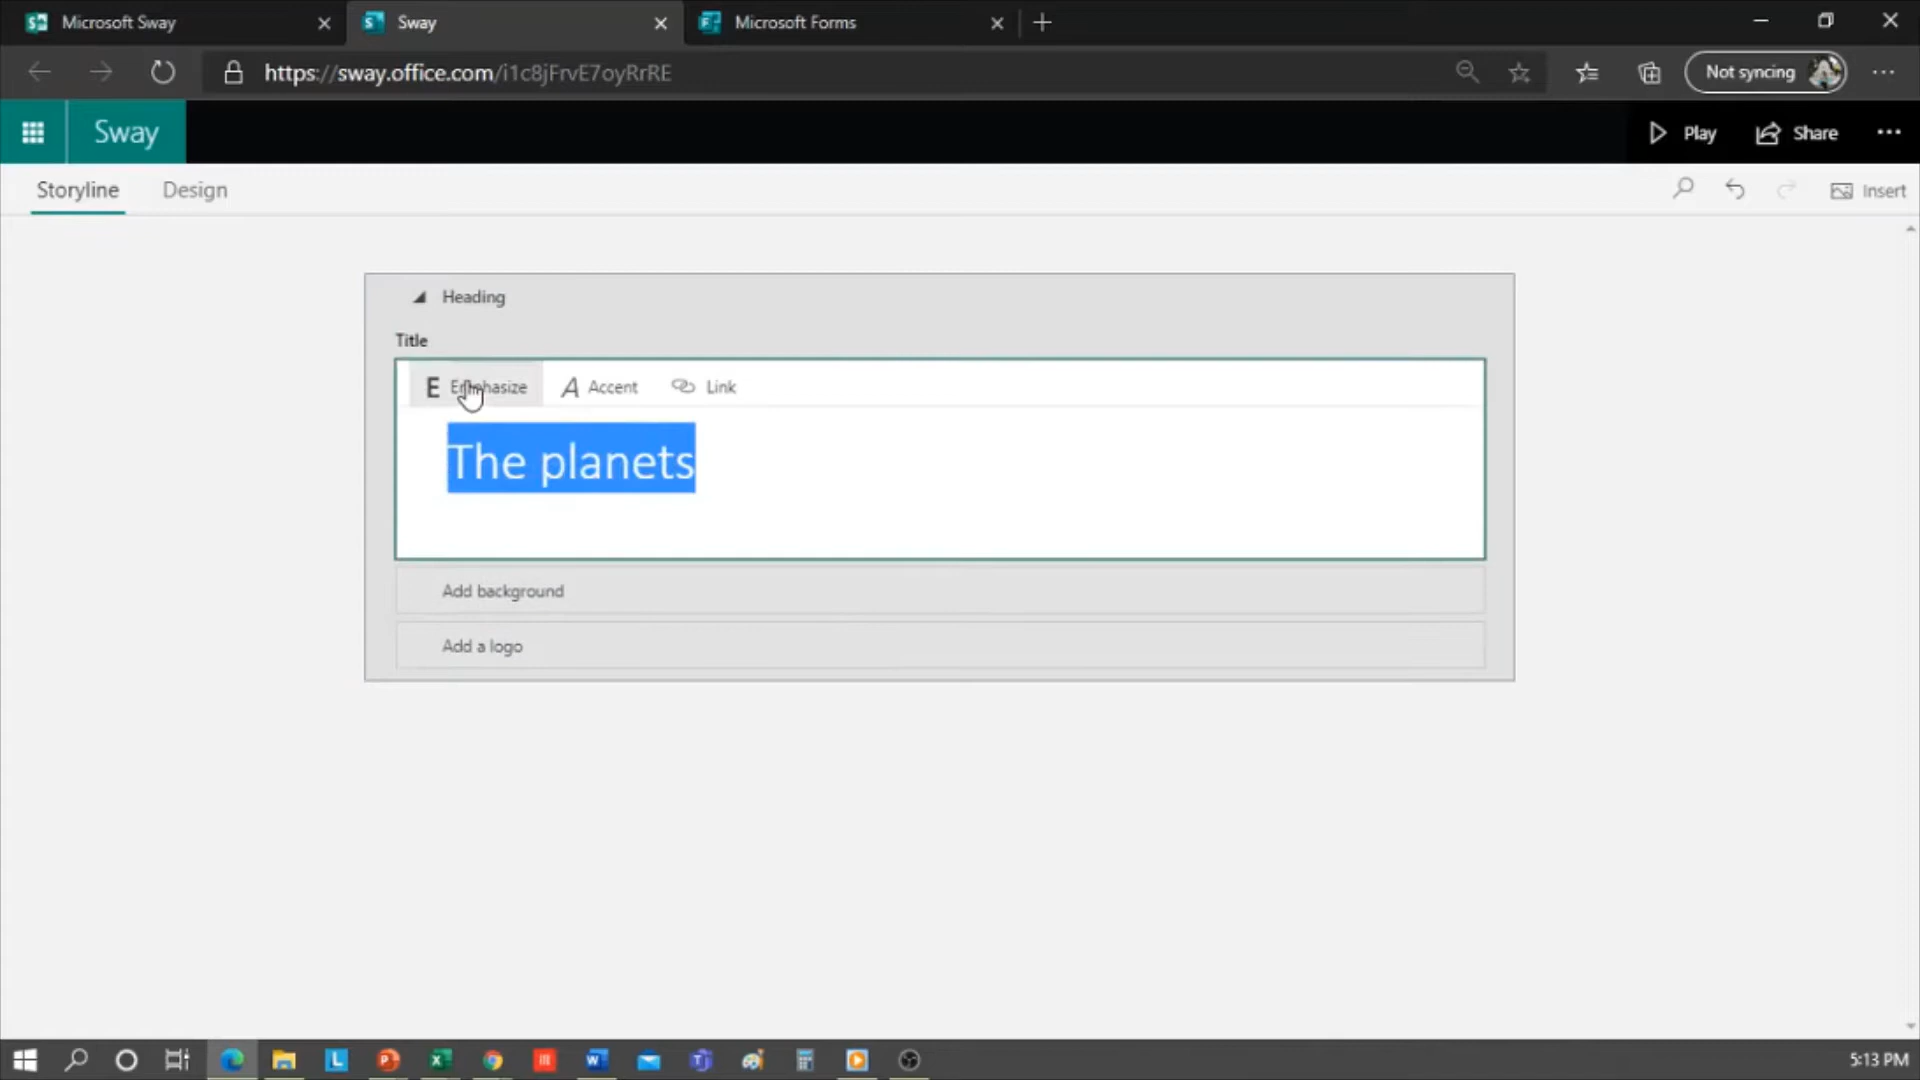 Microsoft Sway
Sway
Microsoft Forms
https://sway.office.com/i1c8jFrvE7oyRrRE
Not syncing
Sway
Play
Share
Storyline
Design
Insert
Heading
Title
E Emphasize
A Accent
Link
The planets
Add background
Add a logo
5:13 PM